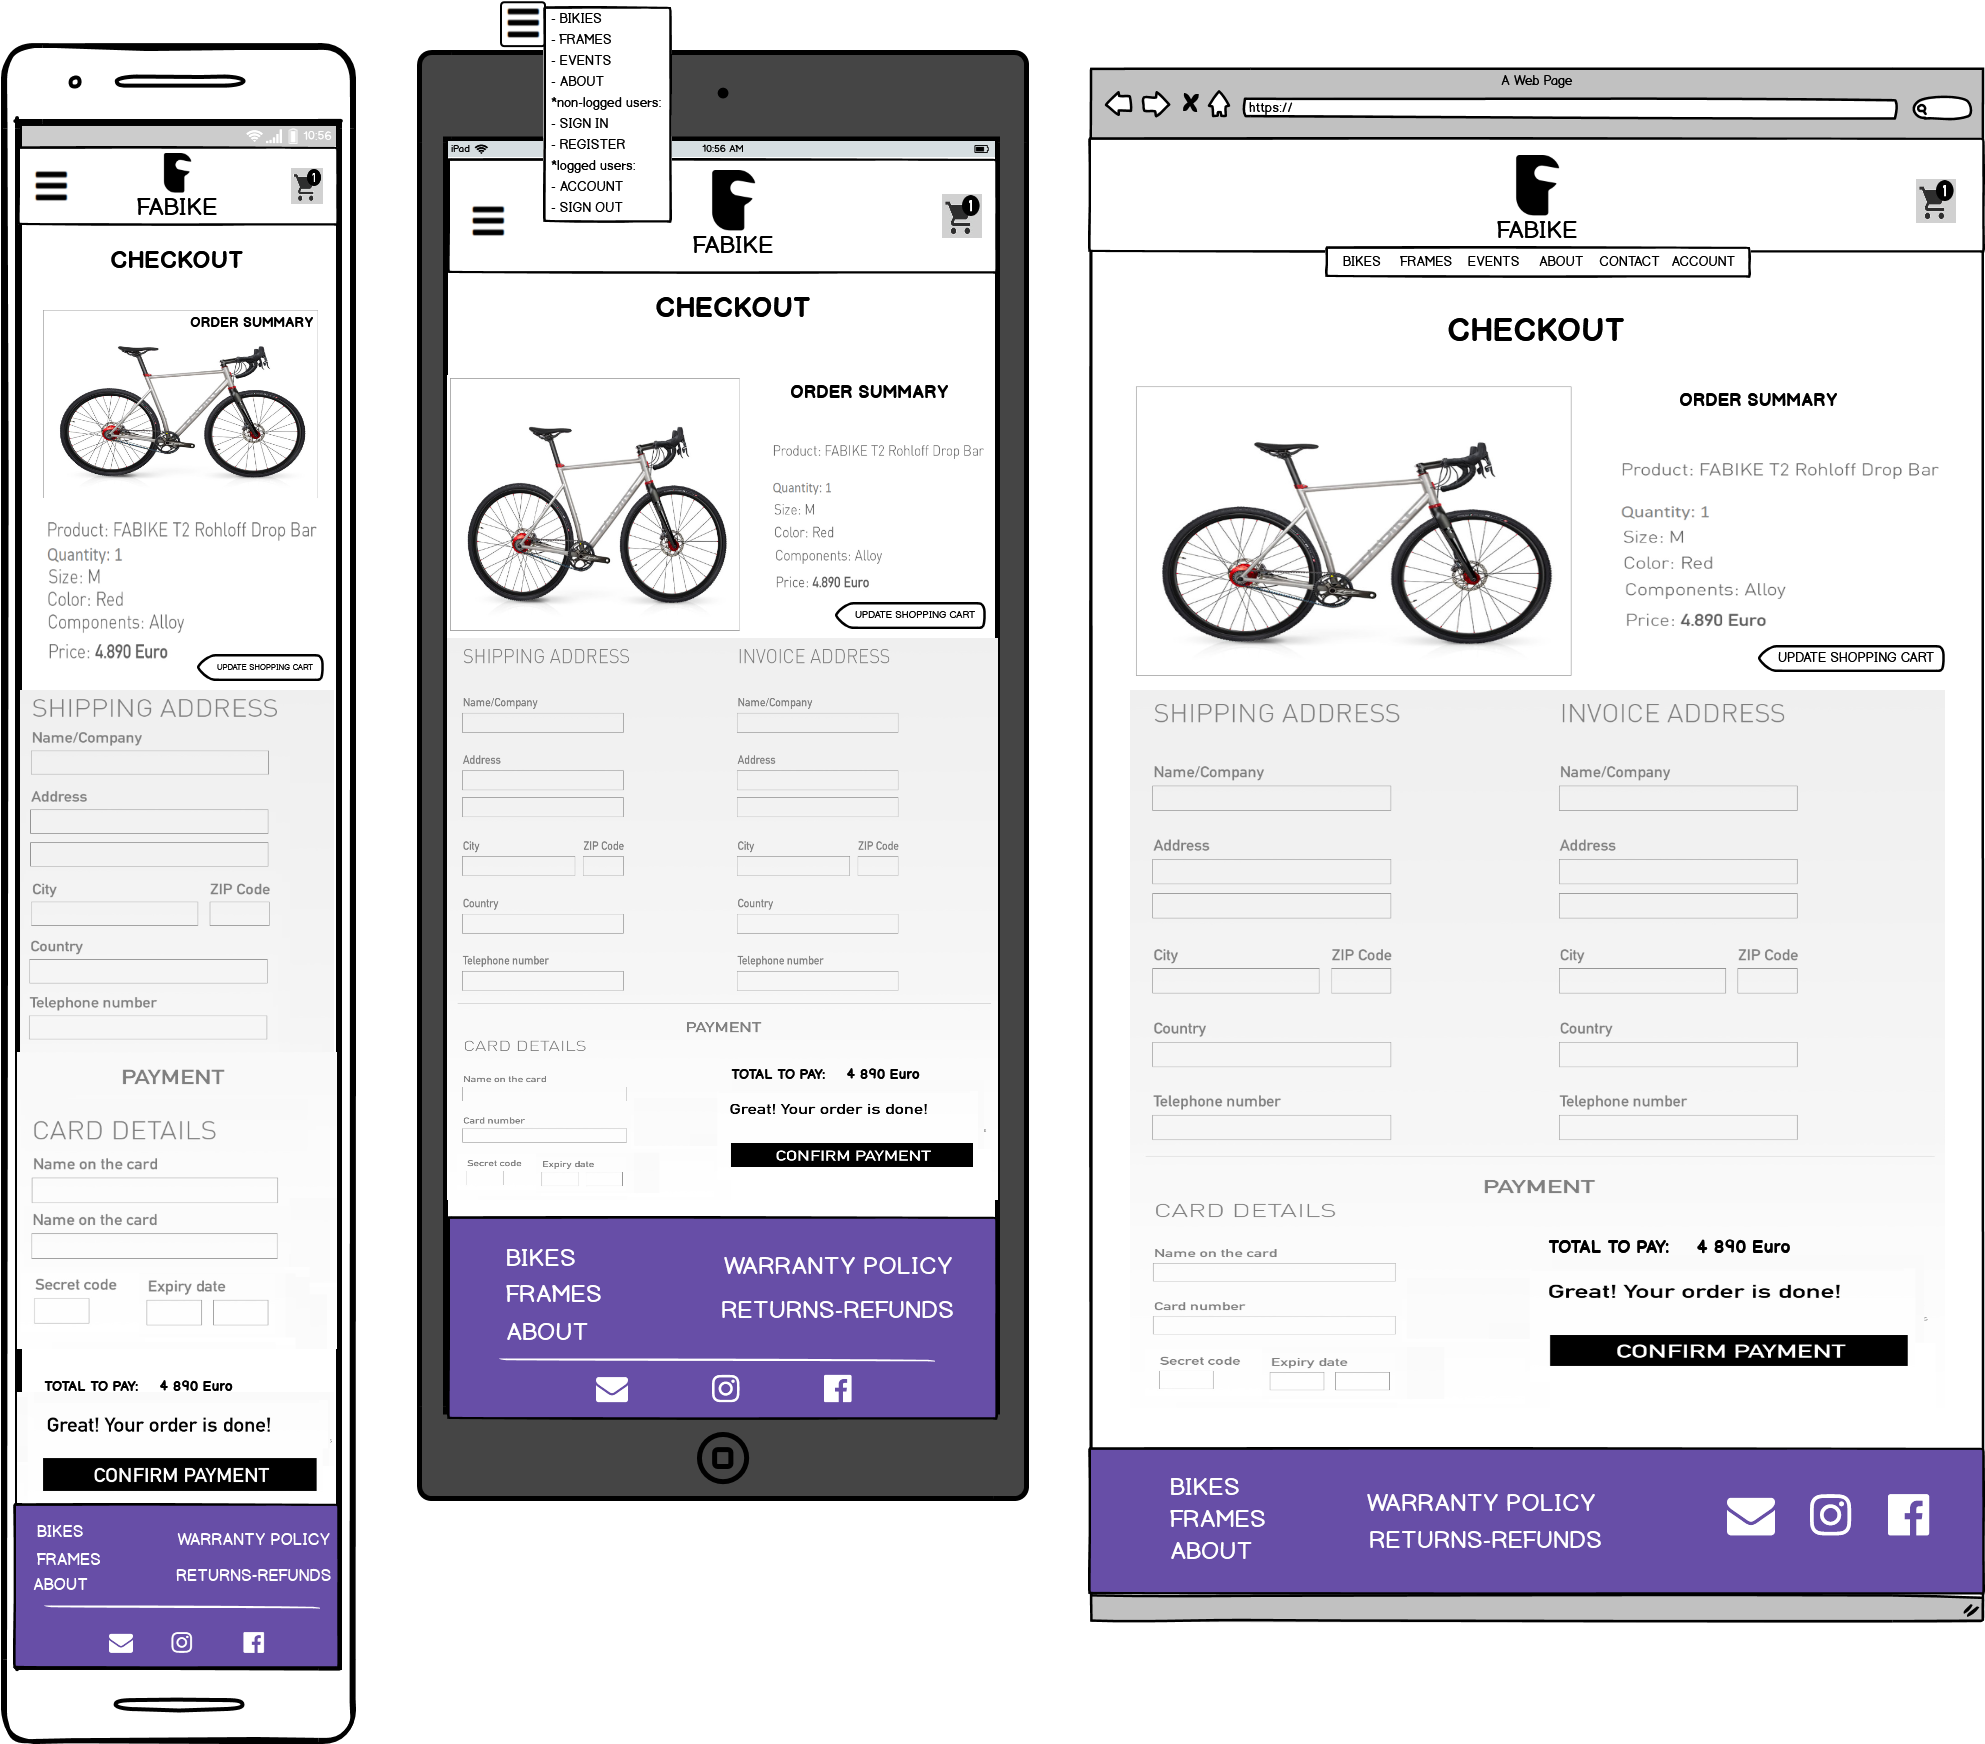 10:56
1
FABIKE
CHECKOUT
ORDER SUMMARY
Product: FABIKE T2 Rohloff Drop Bar
Quantity: 1
Size: M
Color: Red
Components: Alloy
Price: 4.890 Euro
UPDATE SHOPPING CART
SHIPPING ADDRESS
Name/Company
Address
City ZIP Code
Country
Telephone number
PAYMENT
CARD DETAILS
Name on the card
Name on the card
Secret code Expiry date
TOTAL TO PAY: 4 890 Euro
Great! Your order is done!
CONFIRM PAYMENT
BIKES
WARRANTY POLICY
FRAMES
RETURNS-REFUNDS
ABOUT
- BIKIES
- FRAMES
- EVENTS
- ABOUT
*non-logged users:
- SIGN IN
- REGISTER
*logged users:
- ACCOUNT
- SIGN OUT
iPad 10:56 AM
1
FABIKE
CHECKOUT
ORDER SUMMARY
Product: FABIKE T2 Rohloff Drop Bar
Quantity: 1
Size: M
Color: Red
Components: Alloy
Price: 4.890 Euro
UPDATE SHOPPING CART
SHIPPING ADDRESS INVOICE ADDRESS
Name/Company Name/Company
Address Address
City ZIP Code City ZIP Code
Country Country
Telephone number Telephone number
PAYMENT
CARD DETAILS
TOTAL TO PAY: 4 890 Euro
Name on the card
Great! Your order is done!
Card number
CONFIRM PAYMENT
Secret code Expiry date
BIKES
WARRANTY POLICY
FRAMES
RETURNS-REFUNDS
ABOUT
A Web Page
https://
1
FABIKE
BIKES FRAMES EVENTS ABOUT CONTACT ACCOUNT
CHECKOUT
ORDER SUMMARY
Product: FABIKE T2 Rohloff Drop Bar
Quantity: 1
Size: M
Color: Red
Components: Alloy
Price: 4.890 Euro
UPDATE SHOPPING CART
SHIPPING ADDRESS INVOICE ADDRESS
Name/Company Name/Company
Address Address
City ZIP Code City ZIP Code
Country Country
Telephone number Telephone number
PAYMENT
CARD DETAILS
TOTAL TO PAY: 4 890 Euro
Name on the card
Great! Your order is done!
Card number
CONFIRM PAYMENT
Secret code Expiry date
BIKES
WARRANTY POLICY
FRAMES
RETURNS-REFUNDS
ABOUT